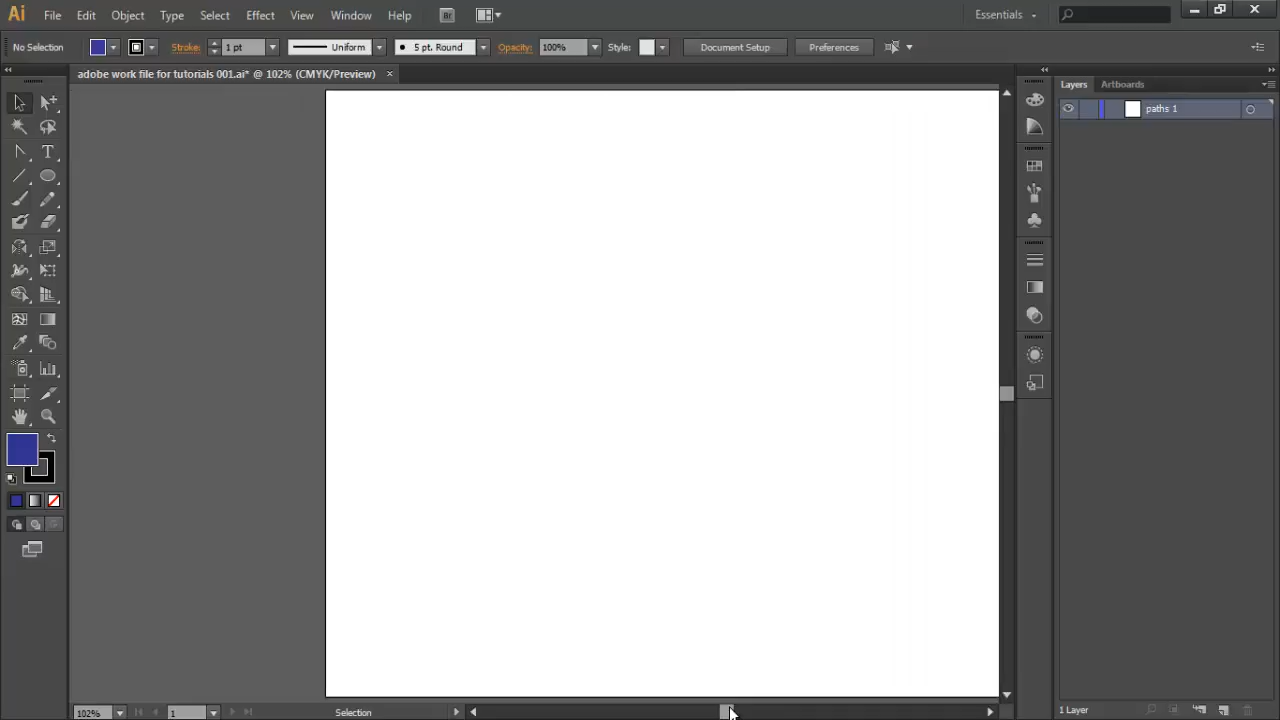 Ai File Edit Object Type Select Effect View Window Help Br Essentials
No Selection Stroke: 1 pt Uniform 5 pt. Round Opacity: 100% Style: Document Setup Preferences
adobe work file for tutorials 001.ai* @ 102% (CMYK/Preview) ×
Layers Artboards
paths 1
T
102% 1 Selection
1 Layer